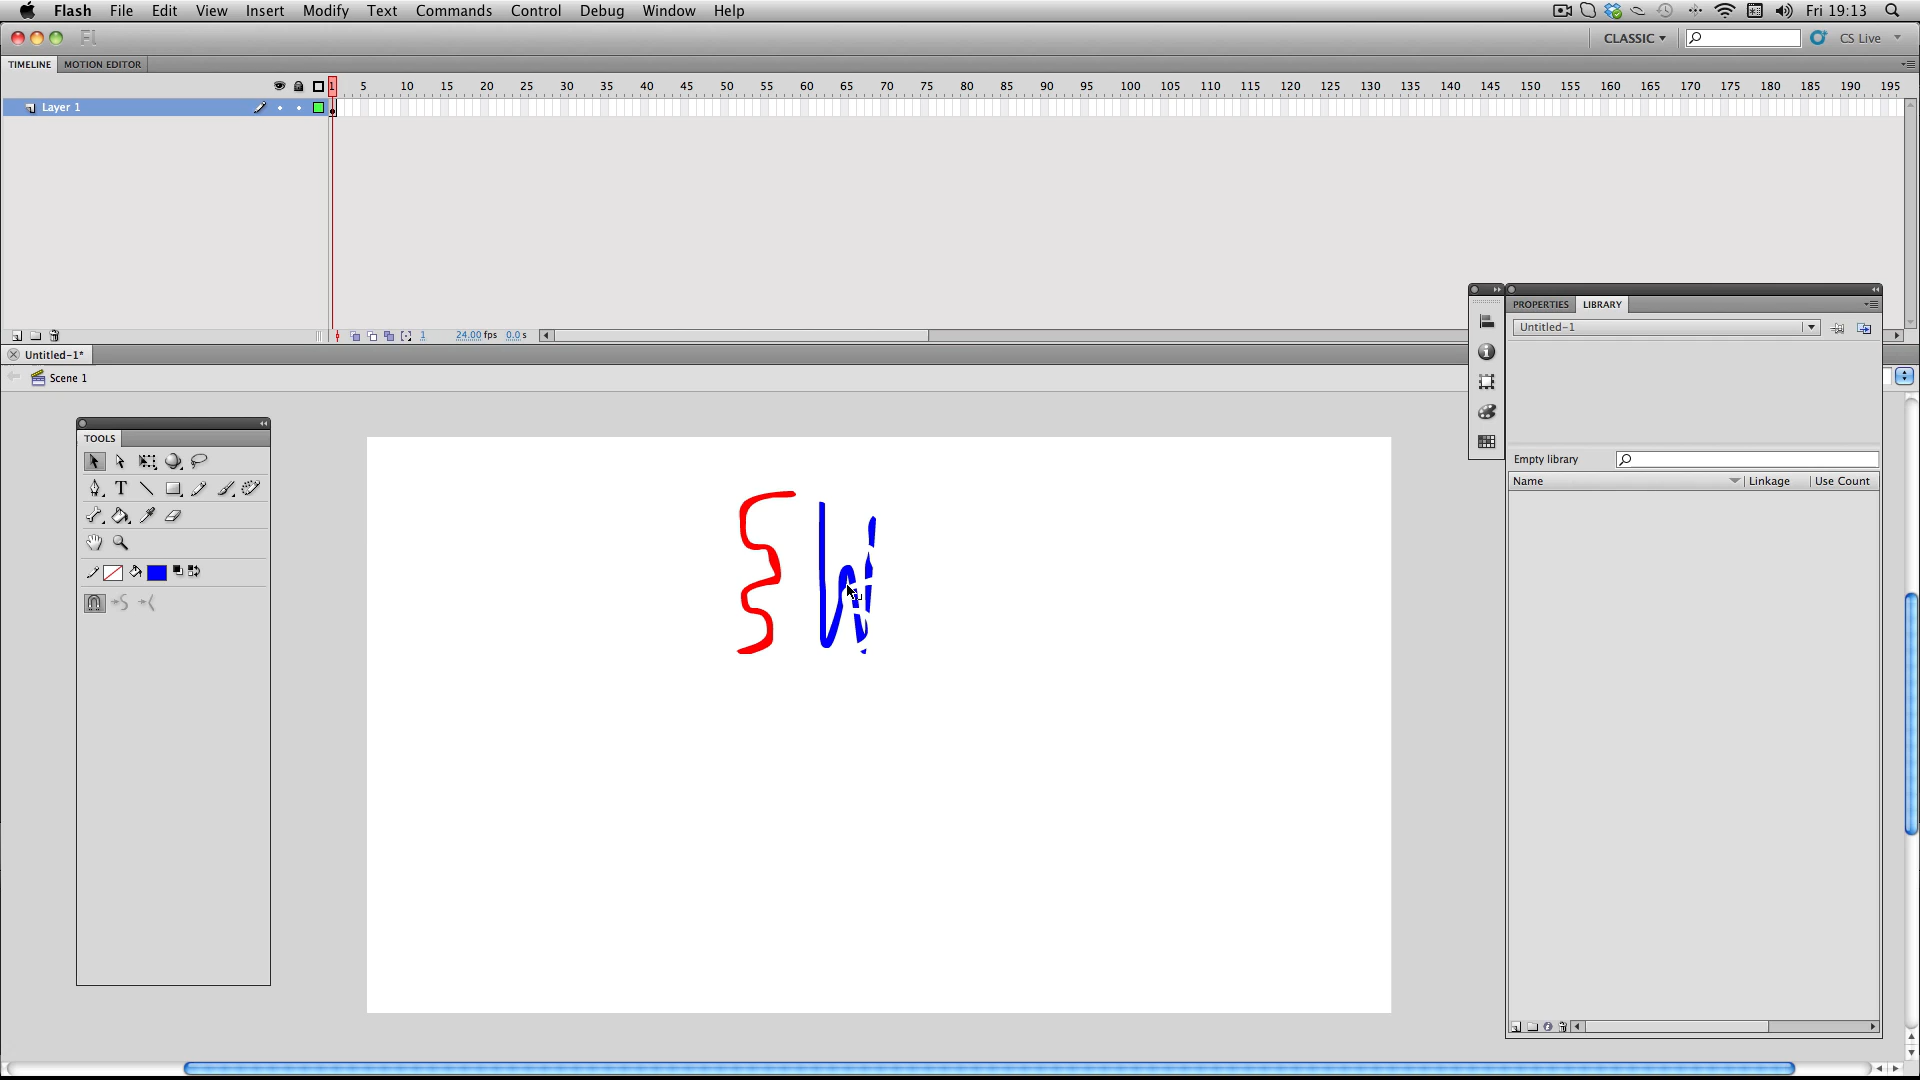 Flash File Edit View Insert Modify Text Commands Control Debug Window Help Fri 19:13
Fl CLASSIC CS Live
TIMELINE MOTION EDITOR
1 5 10 15 20 25 30 35 40 45 50 55 60 65 70 75 80 85 90 95 100 105 110 115 120 125 130 135 140 145 150 155 160 165 170 175 180 185 190 195
Layer 1
1 24.00 fps 0.0 s
Untitled-1*
Scene 1
TOOLS
T
PROPERTIES LIBRARY
Untitled-1
Empty library
Name Linkage Use Count